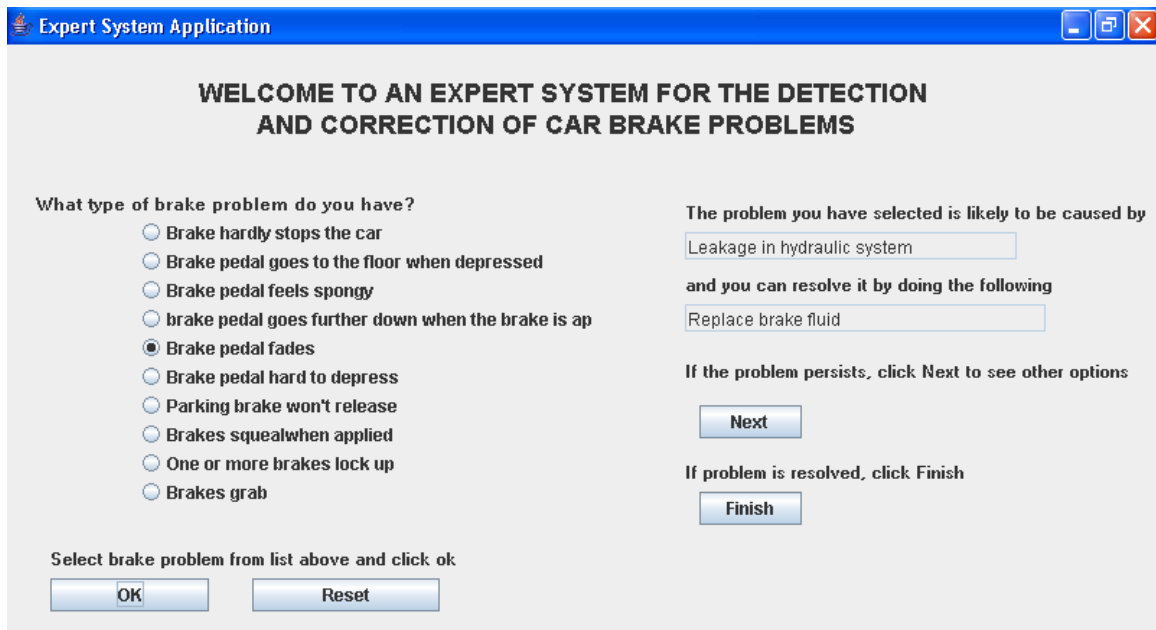 Expert System Application
WELCOME TO AN EXPERT SYSTEM FOR THE DETECTION
AND CORRECTION OF CAR BRAKE PROBLEMS
What type of brake problem do you have?
Brake hardly stops the car
Brake pedal goes to the floor when depressed
Brake pedal feels spongy
brake pedal goes further down when the brake is ap
Brake pedal fades
Brake pedal hard to depress
Parking brake won't release
Brakes squealwhen applied
One or more brakes lock up
Brakes grab
Select brake problem from list above and click ok
OK
Reset
The problem you have selected is likely to be caused by
Leakage in hydraulic system
and you can resolve it by doing the following
Replace brake fluid
If the problem persists, click Next to see other options
Next
If problem is resolved, click Finish
Finish